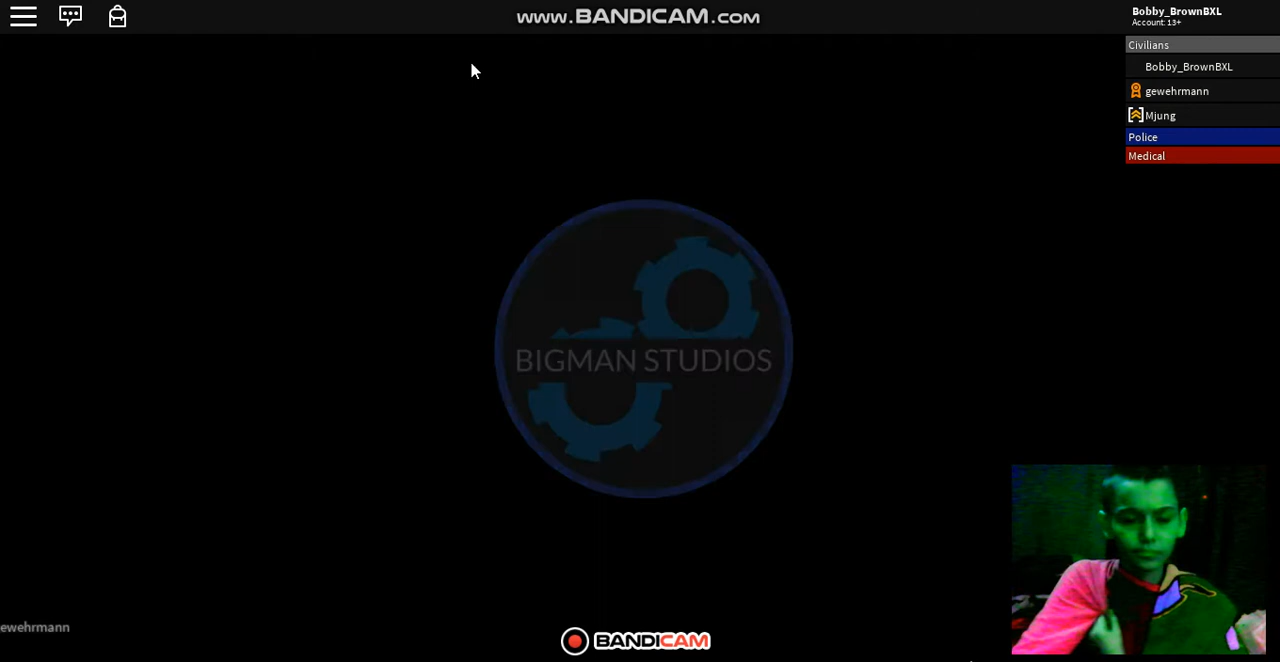 www.BANDICAM.com
Bobby_BrownBXL
Account: 13+
Civilians
Bobby_BrownBXL
gewehrmann
Mjung
Police
Medical
BIGMAN STUDIOS
ewehrmann
BANDICAM